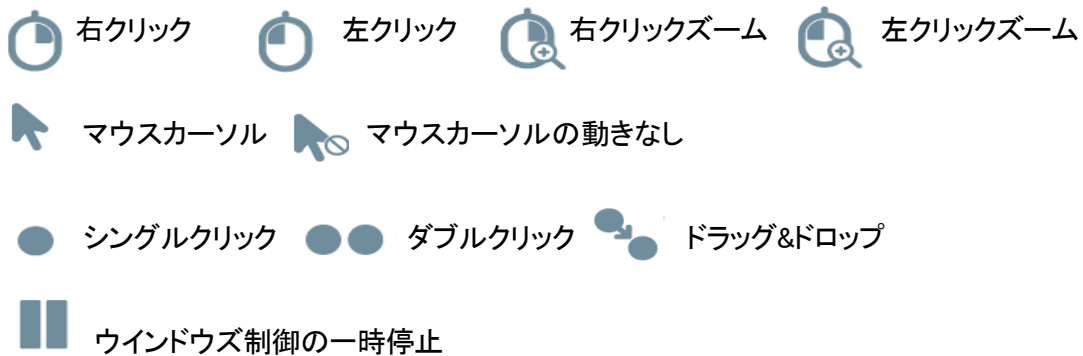 右クリック 左クリック 右クリックズーム 左クリックズーム
マウスカーソル マウスカーソルの動きなし
シングルクリック ダブルクリック ドラッグ&ドロップ
ウインドウズ制御の一時停止